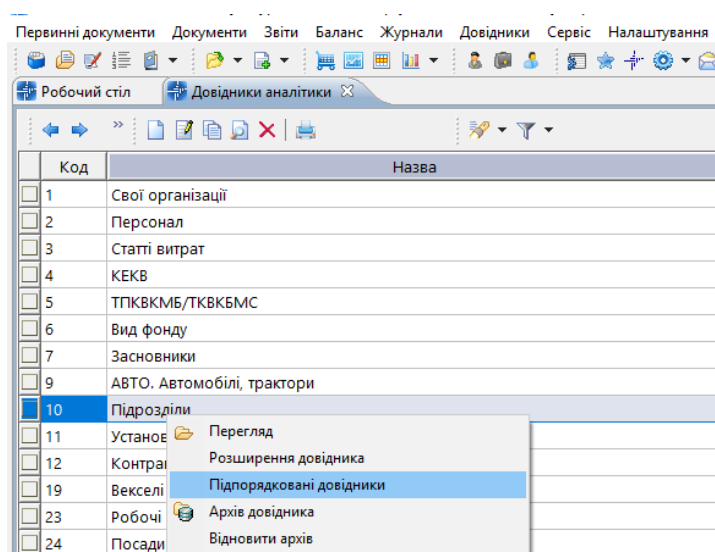 Первинні документи Документи Звіти Баланс Журнали Довідники Сервіс Налаштування
Робочий стіл Довідники аналітики
Код Назва
1 Свої організації
2 Персонал
3 Статті витрат
4 КЕКВ
5 ТПКВКМБ/ТКВКБМС
6 Вид фонду
7 Засновники
9 АВТО. Автомобілі, трактори
10 Підрозділи
11 Установ
12 Контра
19 Векселі
23 Робочі
24 Посади
Перегляд
Розширення довідника
Підпорядковані довідники
Архів довідника
Відновити архів